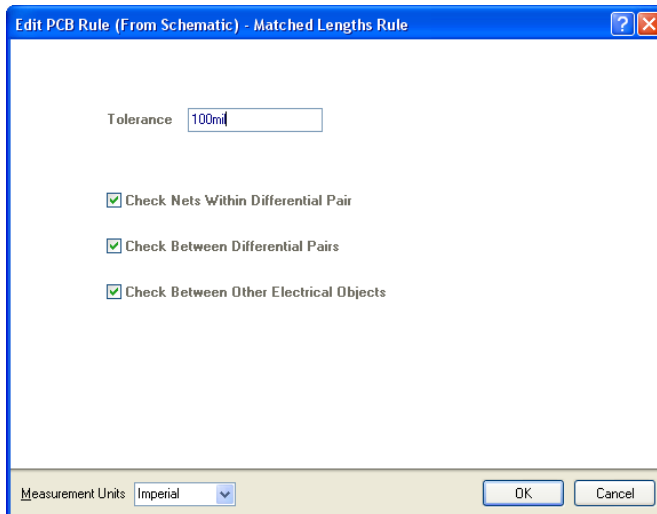 Edit PCB Rule (From Schematic) - Matched Lengths Rule
Tolerance 100mil
Check Nets Within Differential Pair
Check Between Differential Pairs
Check Between Other Electrical Objects
Measurement Units Imperial OK Cancel